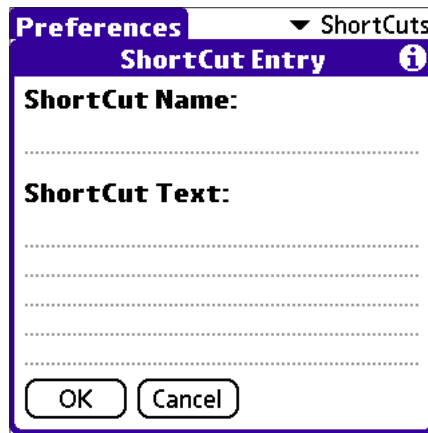 Preferences ShortCuts
ShortCut Entry
ShortCut Name:
ShortCut Text:
OK Cancel